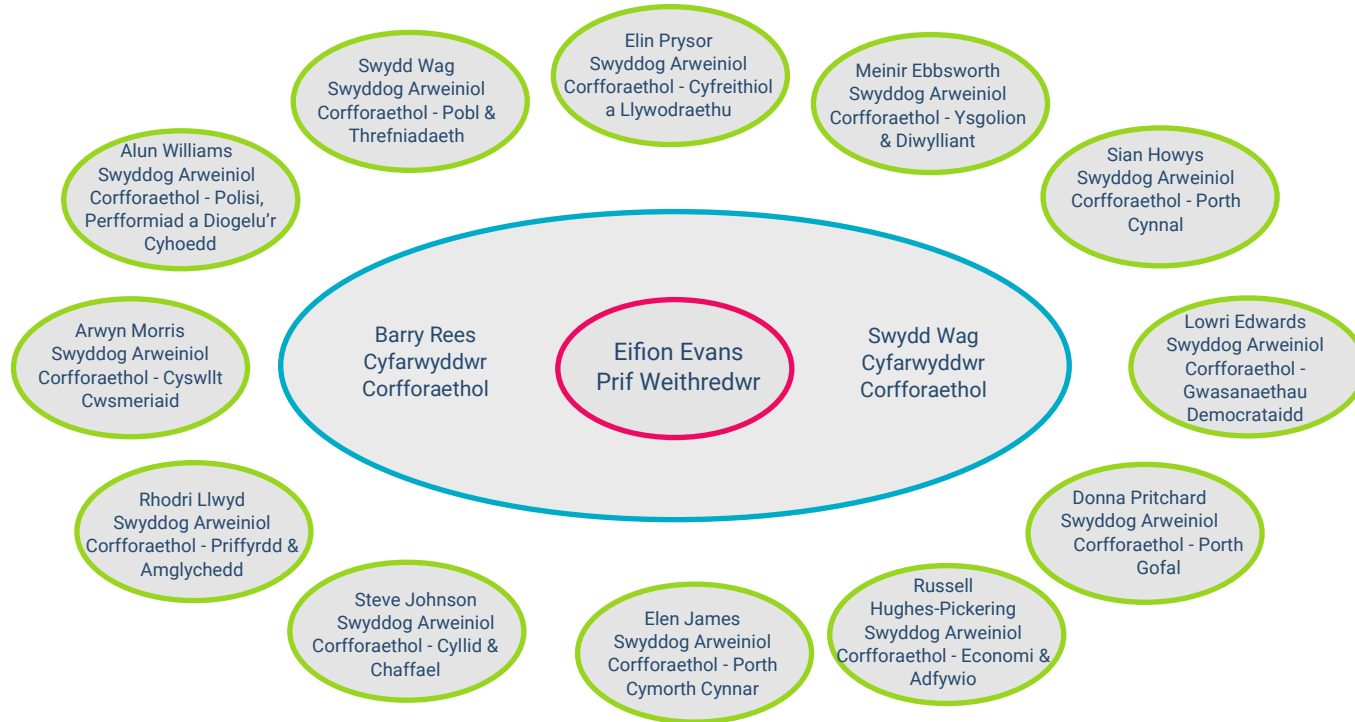 Elin Prysor
Swyddog Arweiniol
Corfforaethol - Cyfreithiol
a Llywodraethu
Meinir Ebbsworth
Swyddog Arweiniol
Corfforaethol - Ysgolion
& Diwylliant
Sian Howys
Swyddog Arweiniol
Corfforaethol - Porth
Cynnal
Lowri Edwards
Swyddog Arweiniol
Corfforaethol -
Gwasanaethau
Democrataidd
Donna Pritchard
Swyddog Arweiniol
Corfforaethol - Porth
Gofal
Russell
Hughes-Pickering
Swyddog Arweiniol
Corfforaethol - Economi &
Adfywio
Elen James
Swyddog Arweiniol
Corfforaethol - Porth
Cymorth Cynnar
Steve Johnson
Swyddog Arweiniol
Corfforaethol - Cyllid &
Chaffael
Rhodri Llwyd
Swyddog Arweiniol
Corfforaethol - Priffyrdd &
Amglychedd
Arwyn Morris
Swyddog Arweiniol
Corfforaethol - Cyswllt
Cwsmeriaid
Alun Williams
Swyddog Arweiniol
Corfforaethol - Polisi,
Perfformiad a Diogelu’r
Cyhoedd
Swydd Wag
Swyddog Arweiniol
Corfforaethol - Pobl &
Threfniadaeth
Barry Rees
Cyfarwyddwr
Corfforaethol
Eifion Evans
Prif Weithredwr
Swydd Wag
Cyfarwyddwr
Corfforaethol